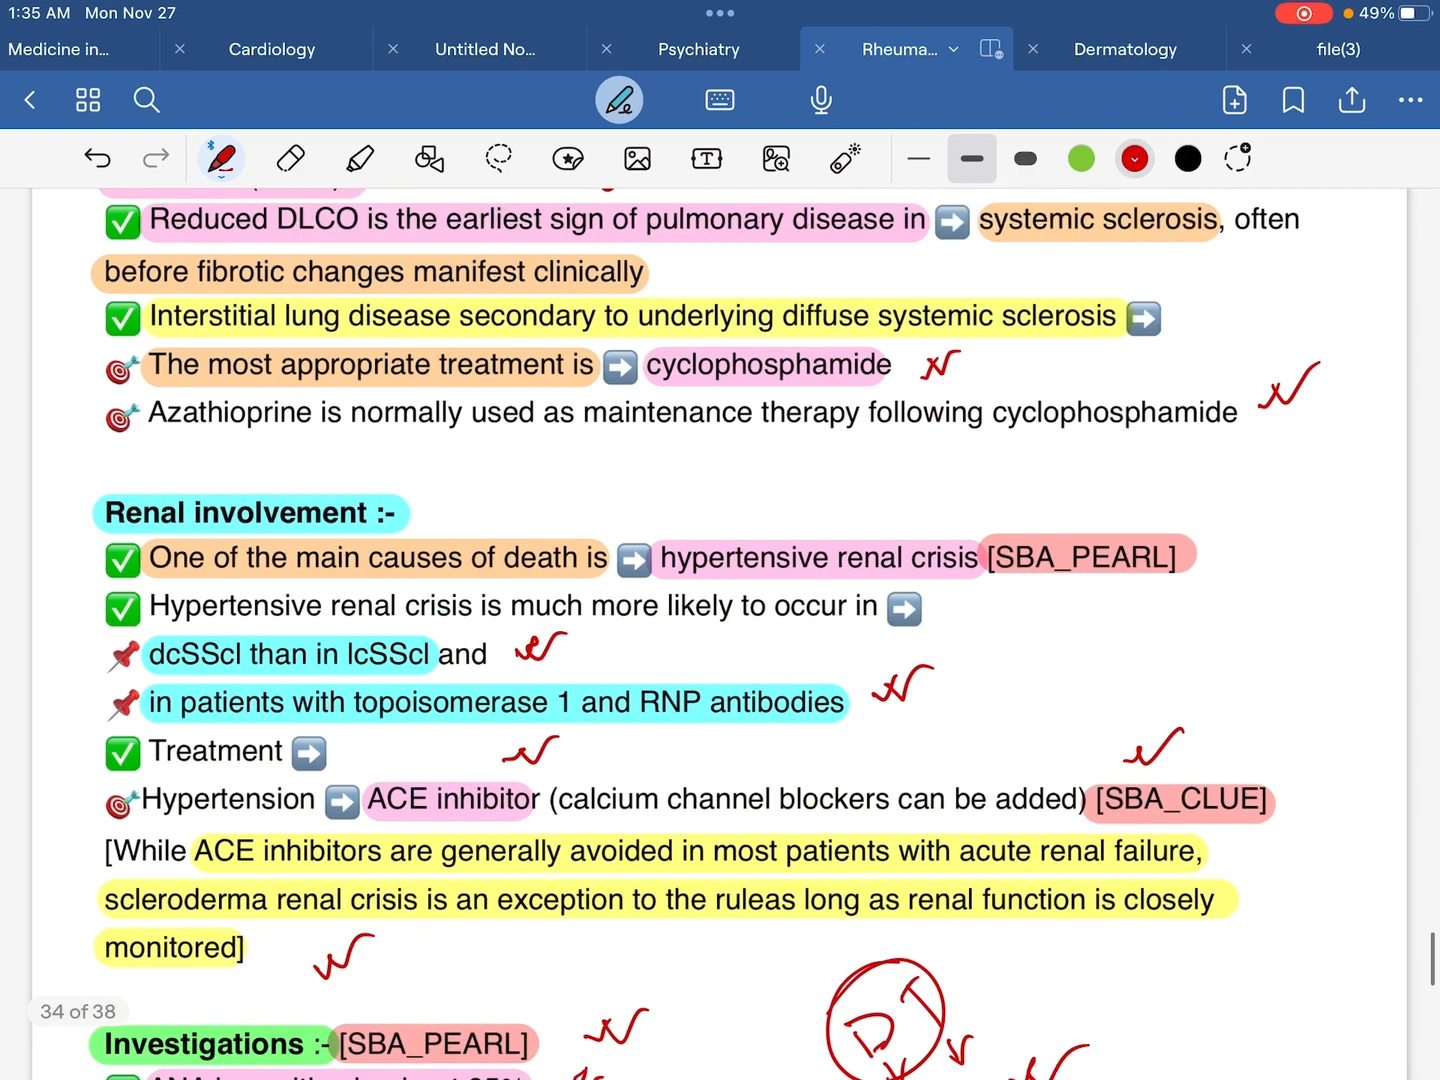 1:35 AM Mon Nov 27
49%
Medicine in... Cardiology Untitled No... Psychiatry Rheuma... Dermatology file(3)
✅ Reduced DLCO is the earliest sign of pulmonary disease in ➡️ systemic sclerosis, often
before fibrotic changes manifest clinically
✅ Interstitial lung disease secondary to underlying diffuse systemic sclerosis ➡️
🎯 The most appropriate treatment is ➡️ cyclophosphamide
🎯 Azathioprine is normally used as maintenance therapy following cyclophosphamide
Renal involvement :-
✅ One of the main causes of death is ➡️ hypertensive renal crisis [SBA_PEARL]
✅ Hypertensive renal crisis is much more likely to occur in ➡️
📌 dcSScl than in lcSScl and
📌 in patients with topoisomerase 1 and RNP antibodies
✅ Treatment ➡️
🎯Hypertension ➡️ ACE inhibitor (calcium channel blockers can be added) [SBA_CLUE]
[While ACE inhibitors are generally avoided in most patients with acute renal failure,
scleroderma renal crisis is an exception to the ruleas long as renal function is closely
monitored]
34 of 38
DT
Investigations :- [SBA_PEARL]